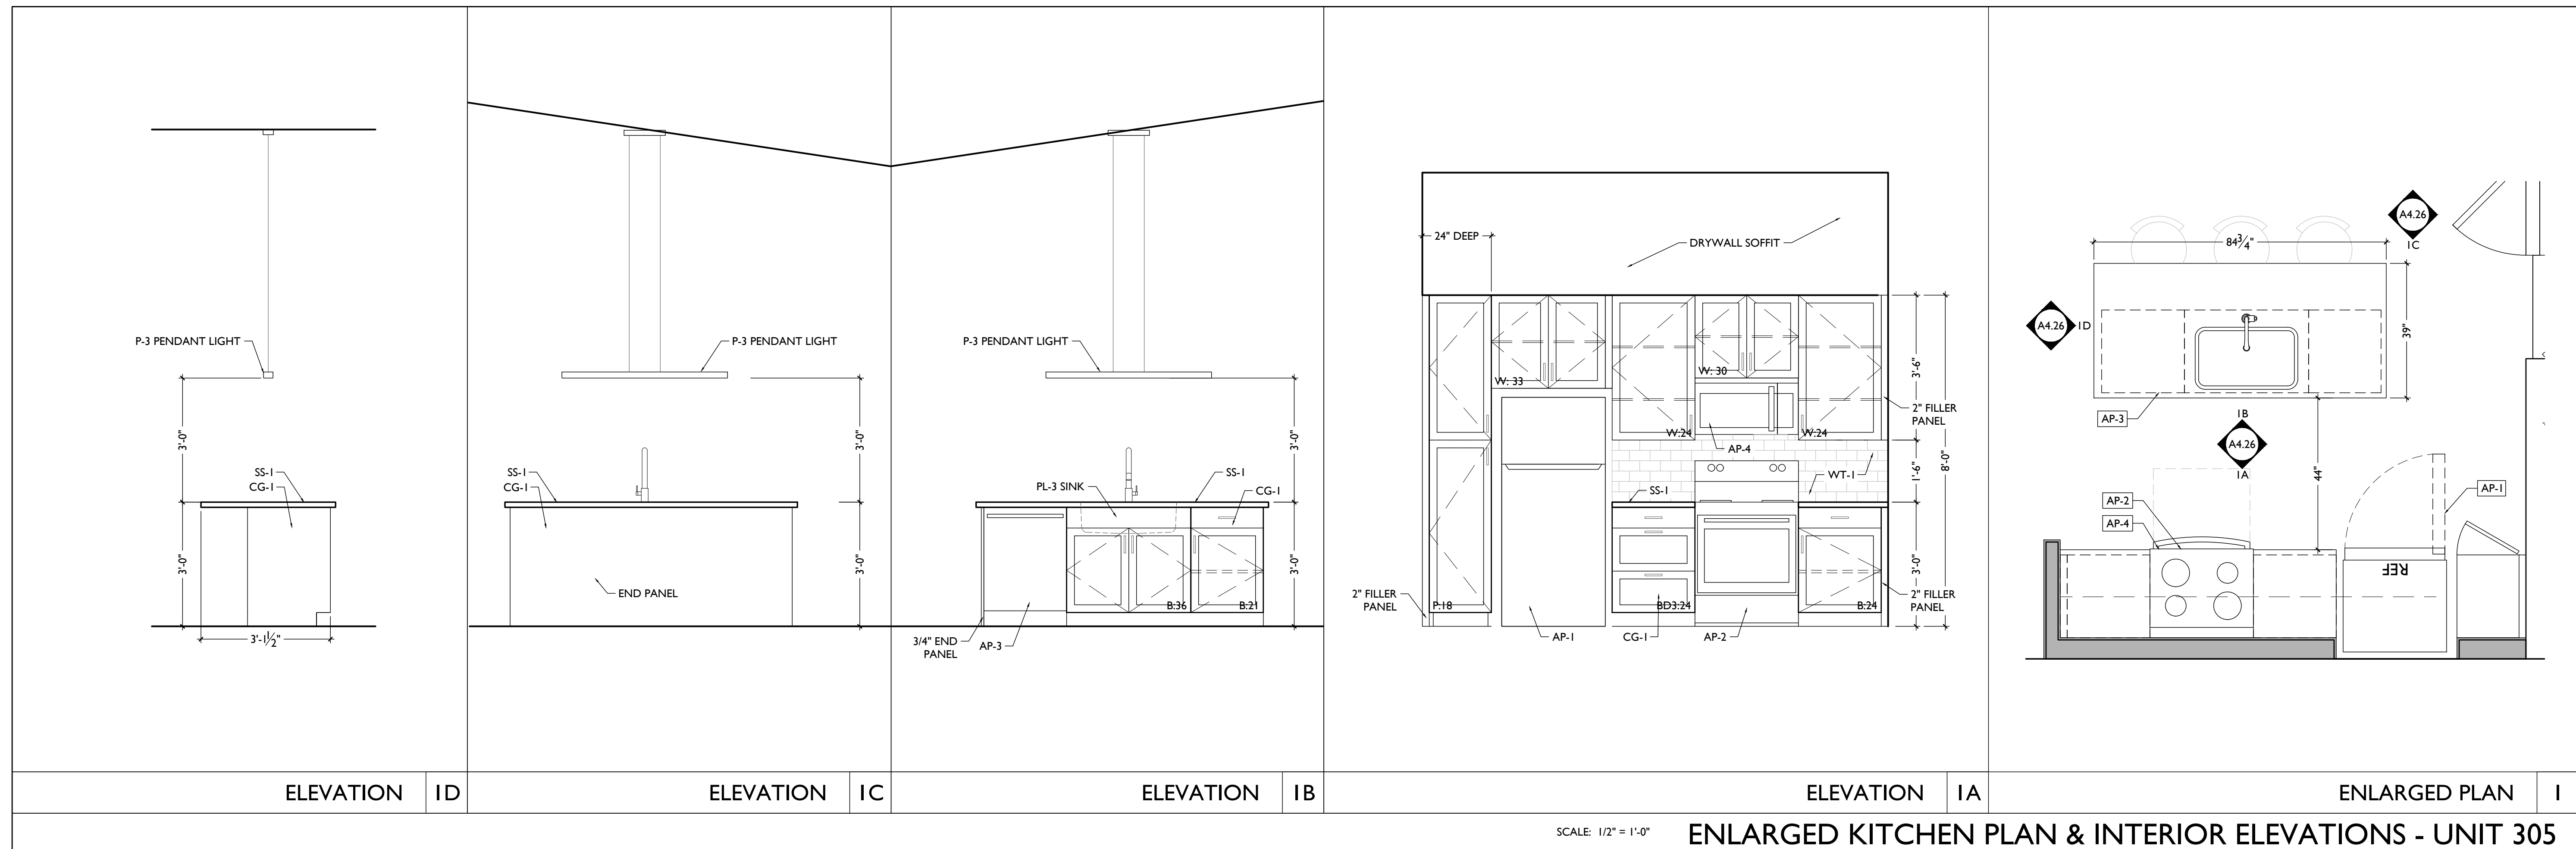 P-3 PENDANT LIGHT
3'-0"
SS-1
CG-1
3'-0"
3'-1½"
ELEVATION 1D
P-3 PENDANT LIGHT
3'-0"
SS-1
CG-1
END PANEL
3'-0"
ELEVATION 1C
P-3 PENDANT LIGHT
3'-0"
PL-3 SINK
SS-1
CG-1
B:36
B:21
3'-0"
3/4" END
PANEL
AP-3
ELEVATION 1B
24" DEEP
DRYWALL SOFFIT
W: 33
W: 30
W:24
W:24
3'-6"
2" FILLER
PANEL
AP-4
8'-0"
1'-6"
WT-1
SS-1
3'-0"
2" FILLER
PANEL
P:18
BD3:24
B:24
2" FILLER
PANEL
AP-1
CG-1
AP-2
ELEVATION 1A
A4.26
1C
84¾"
A4.26
1D
39"
AP-3
1B
A4.26
1A
44"
AP-1
AP-2
AP-4
REF
ENLARGED PLAN 1
SCALE: 1/2" = 1'-0"
ENLARGED KITCHEN PLAN & INTERIOR ELEVATIONS - UNIT 305